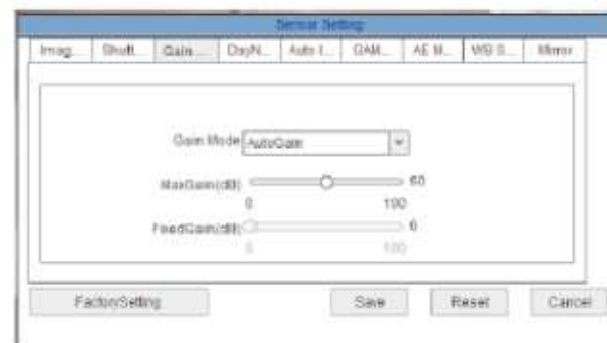 Sensor Setting
Imag... Shutt... Gain ... DayN... Auto I... GAM... AE M... WB S... Mirror
Gain Mode AutoGain
MaxGain(dB) 60
0 100
FixedGain(dB) 0
0 100
FactorySetting Save Reset Cancel